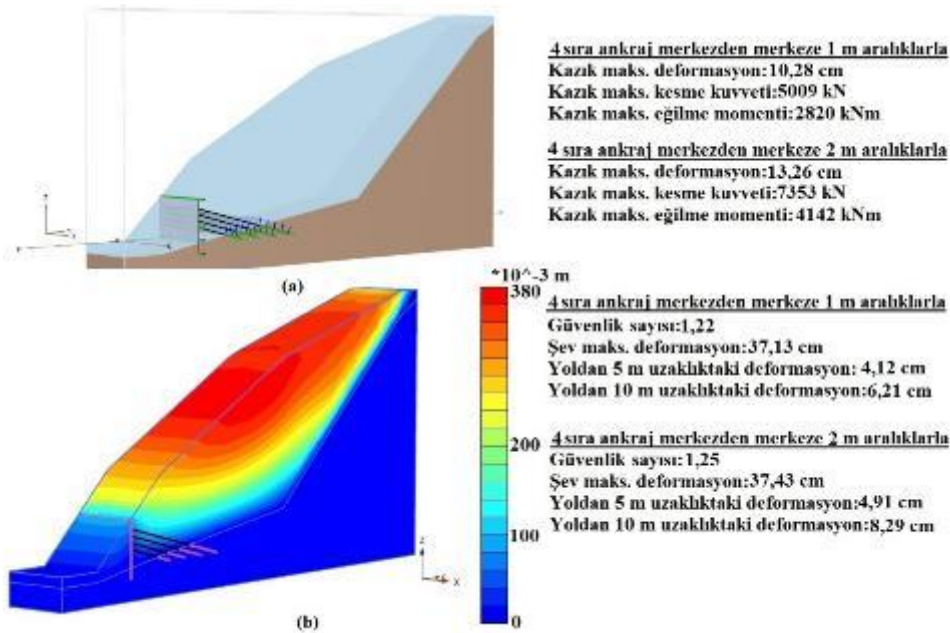 4 sıra ankraj merkezden merkeze 1 m aralıklarla
Kazık maks. deformasyon:10,28 cm
Kazık maks. kesme kuvveti:5009 kN
Kazık maks. eğilme momenti:2820 kNm
4 sıra ankraj merkezden merkeze 2 m aralıklarla
Kazık maks. deformasyon:13,26 cm
Kazık maks. kesme kuvveti:7353 kN
Kazık maks. eğilme momenti:4142 kNm
(a)
*10^-3 m
380
200
100
0
4 sıra ankraj merkezden merkeze 1 m aralıklarla
Güvenlik sayısı:1,22
Şev maks. deformasyon:37,13 cm
Yoldan 5 m uzaklıktaki deformasyon: 4,12 cm
Yoldan 10 m uzaklıktaki deformasyon:6,21 cm
4 sıra ankraj merkezden merkeze 2 m aralıklarla
Güvenlik sayısı:1,25
Şev maks. deformasyon:37,43 cm
Yoldan 5 m uzaklıktaki deformasyon:4,91 cm
Yoldan 10 m uzaklıktaki deformasyon:8,29 cm
z
x
(b)